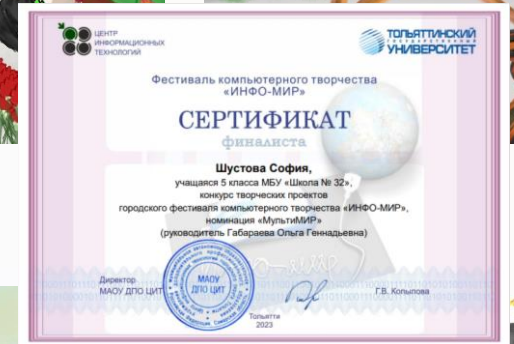 ЦЕНТР
ИНФОРМАЦИОННЫХ
ТЕХНОЛОГИЙ
ТОЛЬЯТТИНСКИЙ
ГОСУДАРСТВЕННЫЙ
УНИВЕРСИТЕТ
Фестиваль компьютерного творчества
«ИНФО-МИР»
СЕРТИФИКАТ
финалиста
Шустова София,
учащаяся 5 класса МБУ «Школа № 32»,
конкурс творческих проектов
городского фестиваля компьютерного творчества «ИНФО-МИР»,
номинация «МультиМИР»
(руководитель Габараева Ольга Геннадьевна)
Директор
МАОУ ДПО ЦИТ
МАОУ
ДПО ЦИТ
Г.В. Копылова
Тольятти
2023